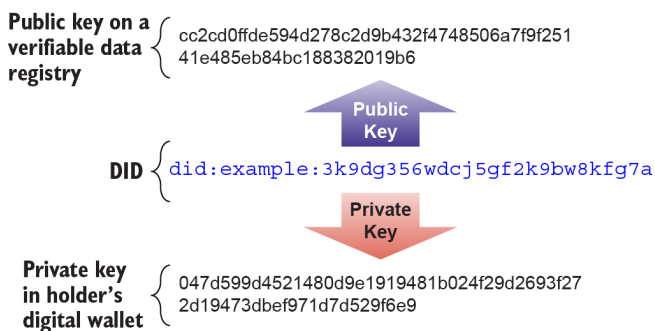 Public key on a
verifiable data
registry
cc2cd0ffde594d278c2d9b432f4748506a7f9f251
41e485eb84bc188382019b6
Public
Key
DID
did:example:3k9dg356wdcj5gf2k9bw8kfg7a
Private
Key
Private key
in holder's
digital wallet
047d599d4521480d9e1919481b024f29d2693f27
2d19473dbef971d7d529f6e9